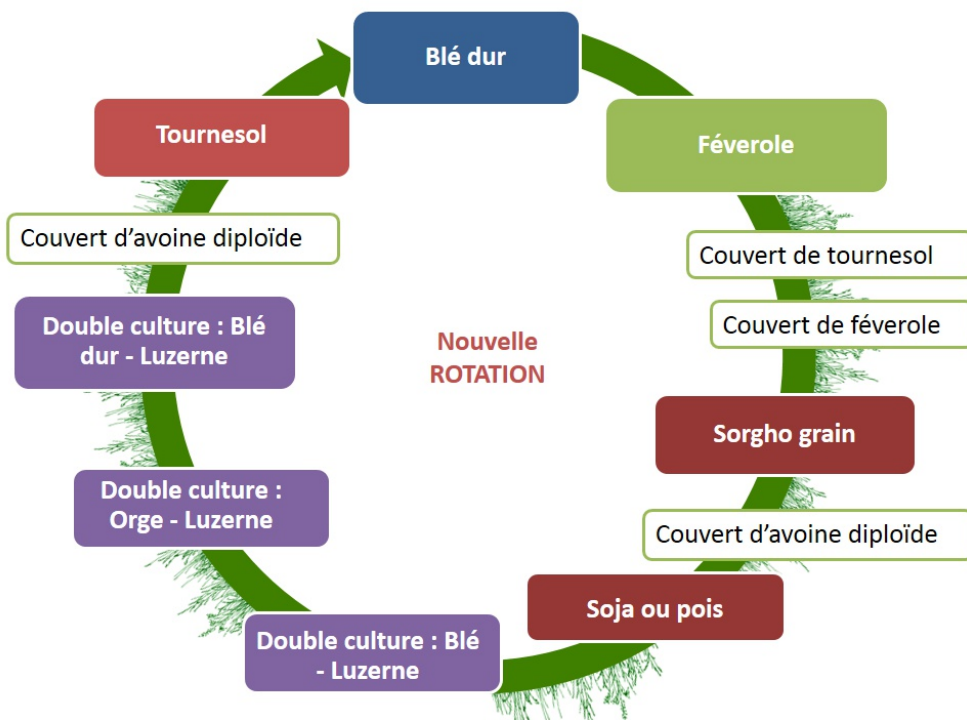 Blé dur
Féverole
Couvert de tournesol
Couvert de féverole
Sorgho grain
Couvert d'avoine diploïde
Soja ou pois
Double culture : Blé
- Luzerne
Double culture :
Orge - Luzerne
Double culture : Blé
dur - Luzerne
Couvert d'avoine diploïde
Tournesol
Nouvelle
ROTATION